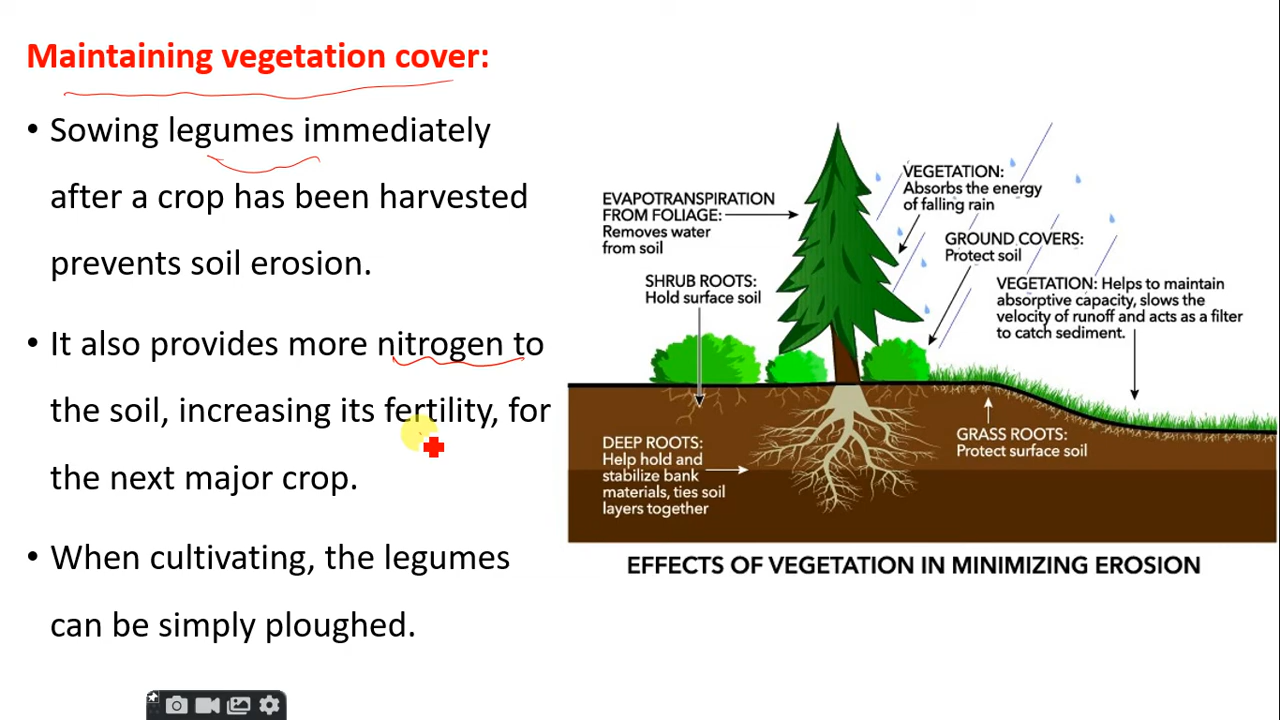 Maintaining vegetation cover:
• Sowing legumes immediately
after a crop has been harvested
prevents soil erosion.
• It also provides more nitrogen to
the soil, increasing its fertility, for
the next major crop.
• When cultivating, the legumes
can be simply ploughed.
EVAPOTRANSPIRATION
FROM FOLIAGE:
Removes water
from soil
VEGETATION:
Absorbs the energy
of falling rain
GROUND COVERS:
Protect soil
SHRUB ROOTS:
Hold surface soil
VEGETATION: Helps to maintain
absorptive capacity, slows the
velocity of runoff and acts as a filter
to catch sediment.
DEEP ROOTS:
Help hold and
stabilize bank
materials, ties soil
layers together
GRASS ROOTS:
Protect surface soil
EFFECTS OF VEGETATION IN MINIMIZING EROSION